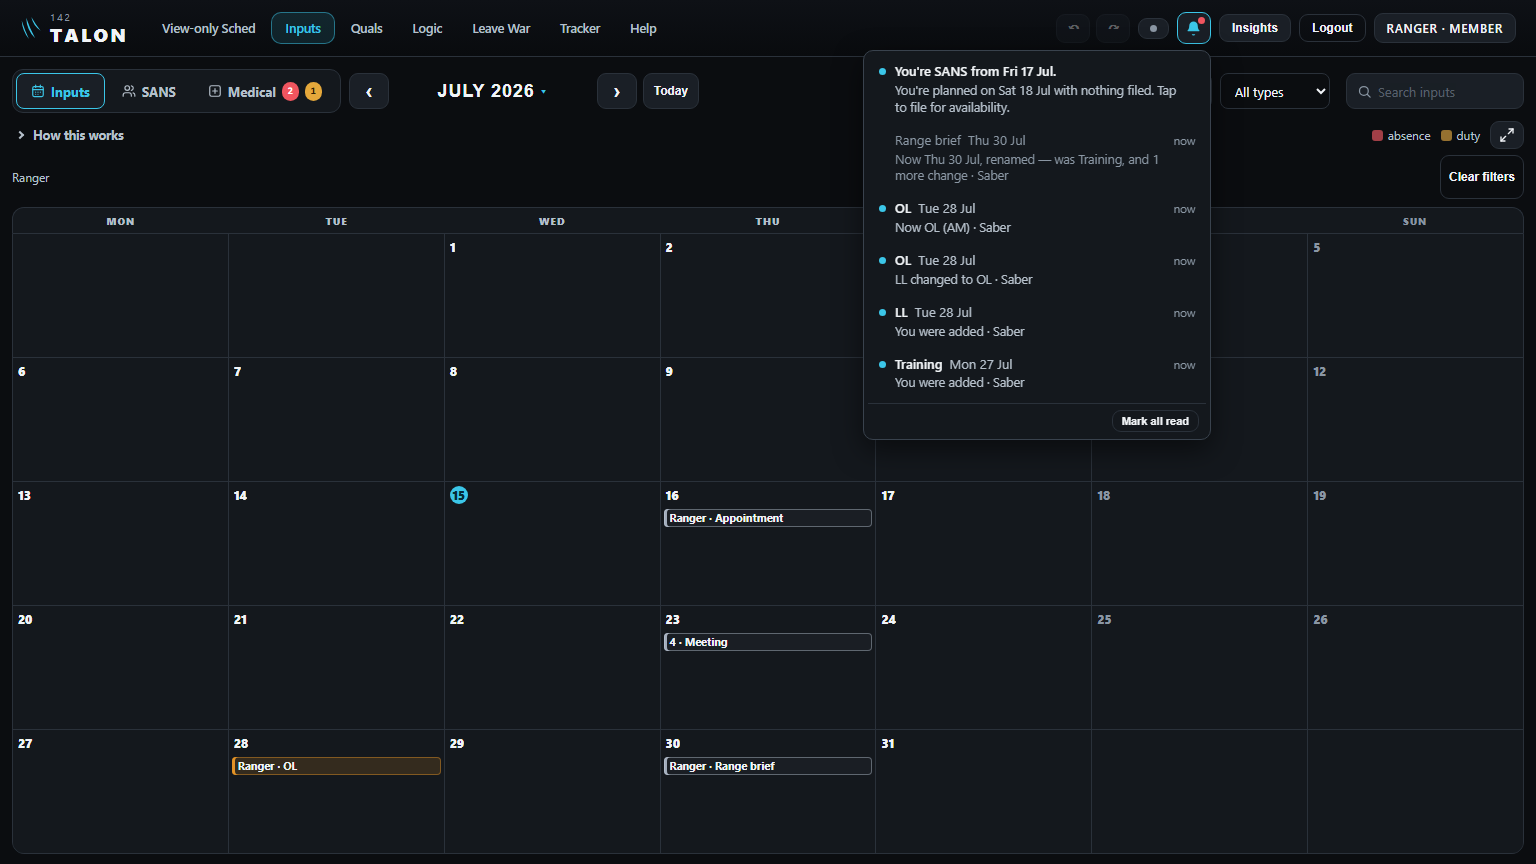 142
TALON
View-only Sched
Inputs
Quals
Logic
Leave War
Tracker
Help
Insights
Logout
RANGER · MEMBER
Inputs
SANS
Medical 2 1
‹
JULY 2026
›
Today
All types
Search inputs
How this works
absence
duty
Ranger
Clear filters
You're SANS from Fri 17 Jul.
You're planned on Sat 18 Jul with nothing filed. Tap
to file for availability.
Range brief Thu 30 Jul now
Now Thu 30 Jul, renamed — was Training, and 1
more change · Saber
OL Tue 28 Jul now
Now OL (AM) · Saber
OL Tue 28 Jul now
LL changed to OL · Saber
LL Tue 28 Jul now
You were added · Saber
Training Mon 27 Jul now
You were added · Saber
Mark all read
MON TUE WED THU SUN
1 2 5
6 7 8 9 12
13 14 15 16 17 18 19
Ranger · Appointment
20 21 22 23 24 25 26
4 · Meeting
27 28 29 30 31
Ranger · OL
Ranger · Range brief